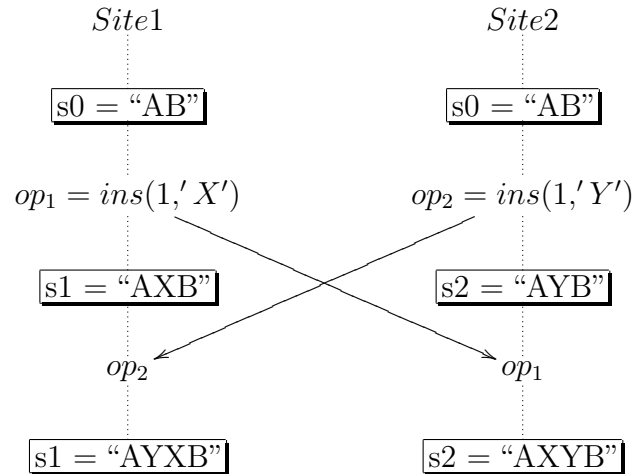 Site1 Site2
s0 = “AB” s0 = “AB”
op₁ = ins(1,′ X′) op₂ = ins(1,′ Y′)
s1 = “AXB” s2 = “AYB”
op₂ op₁
s1 = “AYXB” s2 = “AXYB”